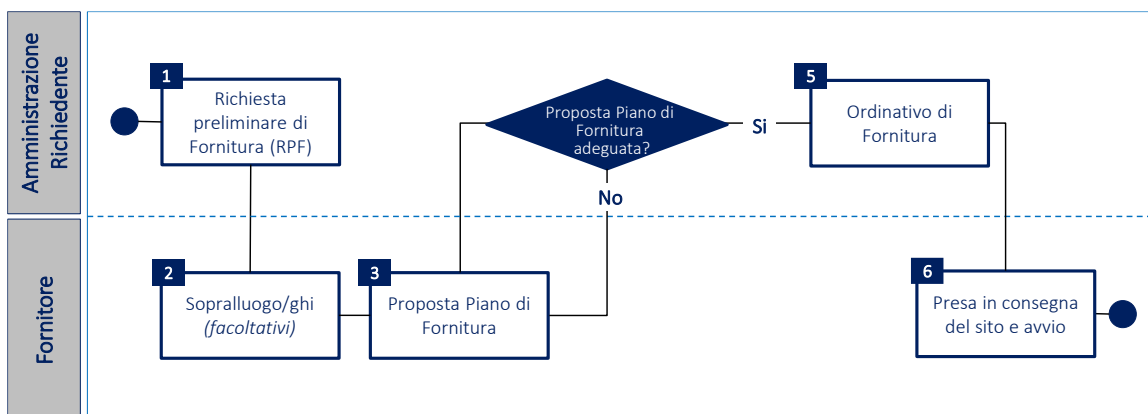 Amministrazione
Richiedente
1
Richiesta
preliminare di
Fornitura (RPF)
Proposta Piano di
Fornitura
adeguata?
Si
No
5
Ordinativo di
Fornitura
Fornitore
2
Sopralluogo/ghi
(facoltativi)
3
Proposta Piano di
Fornitura
6
Presa in consegna
del sito e avvio